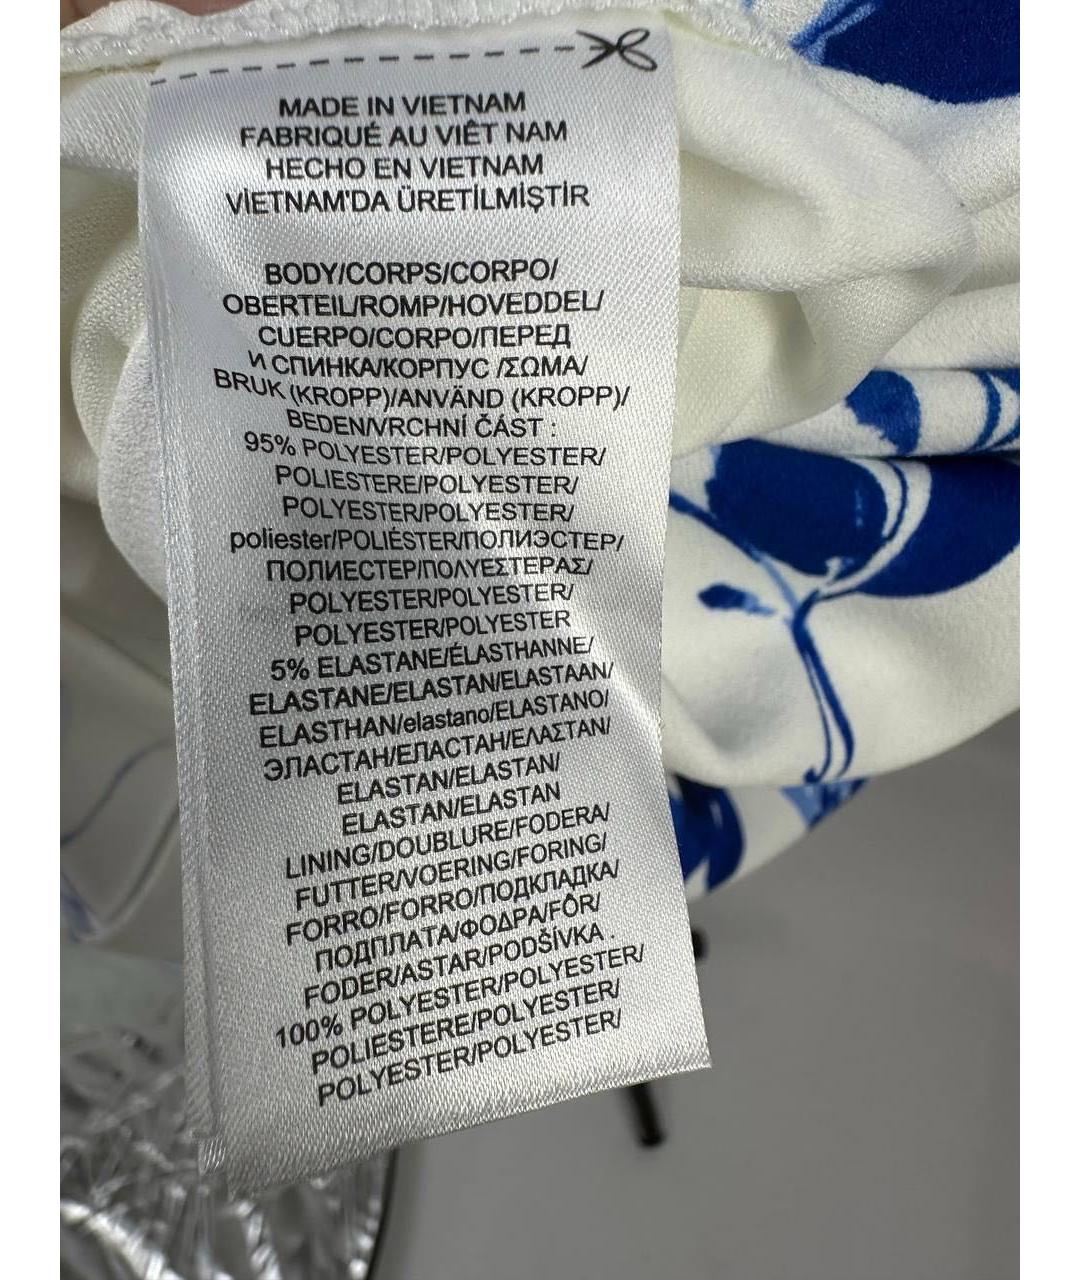 MADE IN VIETNAM
FABRIQUÉ AU VIÊT NAM
HECHO EN VIETNAM
VİETNAM'DA ÜRETİLMİŞTİR
BODY/CORPS/CORPO/
OBERTEIL/ROMP/HOVEDDEL/
CUERPO/CORPO/ПЕРЕД
И СПИНКА/КОРПУС /ΣΩΜΑ/
BRUK (KROPP)/ANVÄND (KROPP)/
BEDEN/VRCHNÍ ČÁST :
95% POLYESTER/POLYESTER/
POLIESTERE/POLYESTER/
POLYESTER/POLYESTER/
poliester/POLIÉSTER/ПОЛИЭСТЕР/
ПОЛИЕСТЕР/ΠΟΛΥΕΣΤΕΡΑΣ/
POLYESTER/POLYESTER/
POLYESTER/POLYESTER
5% ELASTANE/ÉLASTHANNE/
ELASTANE/ELASTAN/ELASTAAN/
ELASTHAN/elastano/ELASTANO/
ЭЛАСТАН/ЕЛАСТАН/ΕΛΑΣΤΑΝ/
ELASTAN/ELASTAN/
ELASTAN/ELASTAN
LINING/DOUBLURE/FODERA/
FUTTER/VOERING/FORING/
FORRO/FORRO/ПОДКЛАДКА/
ПОДПЛАТА/ΦΟΔΡΑ/FÔR/
FODER/ASTAR/PODŠÍVKA .
100% POLYESTER/POLYESTER/
POLIESTERE/POLYESTER/
POLYESTER/POLYESTER/